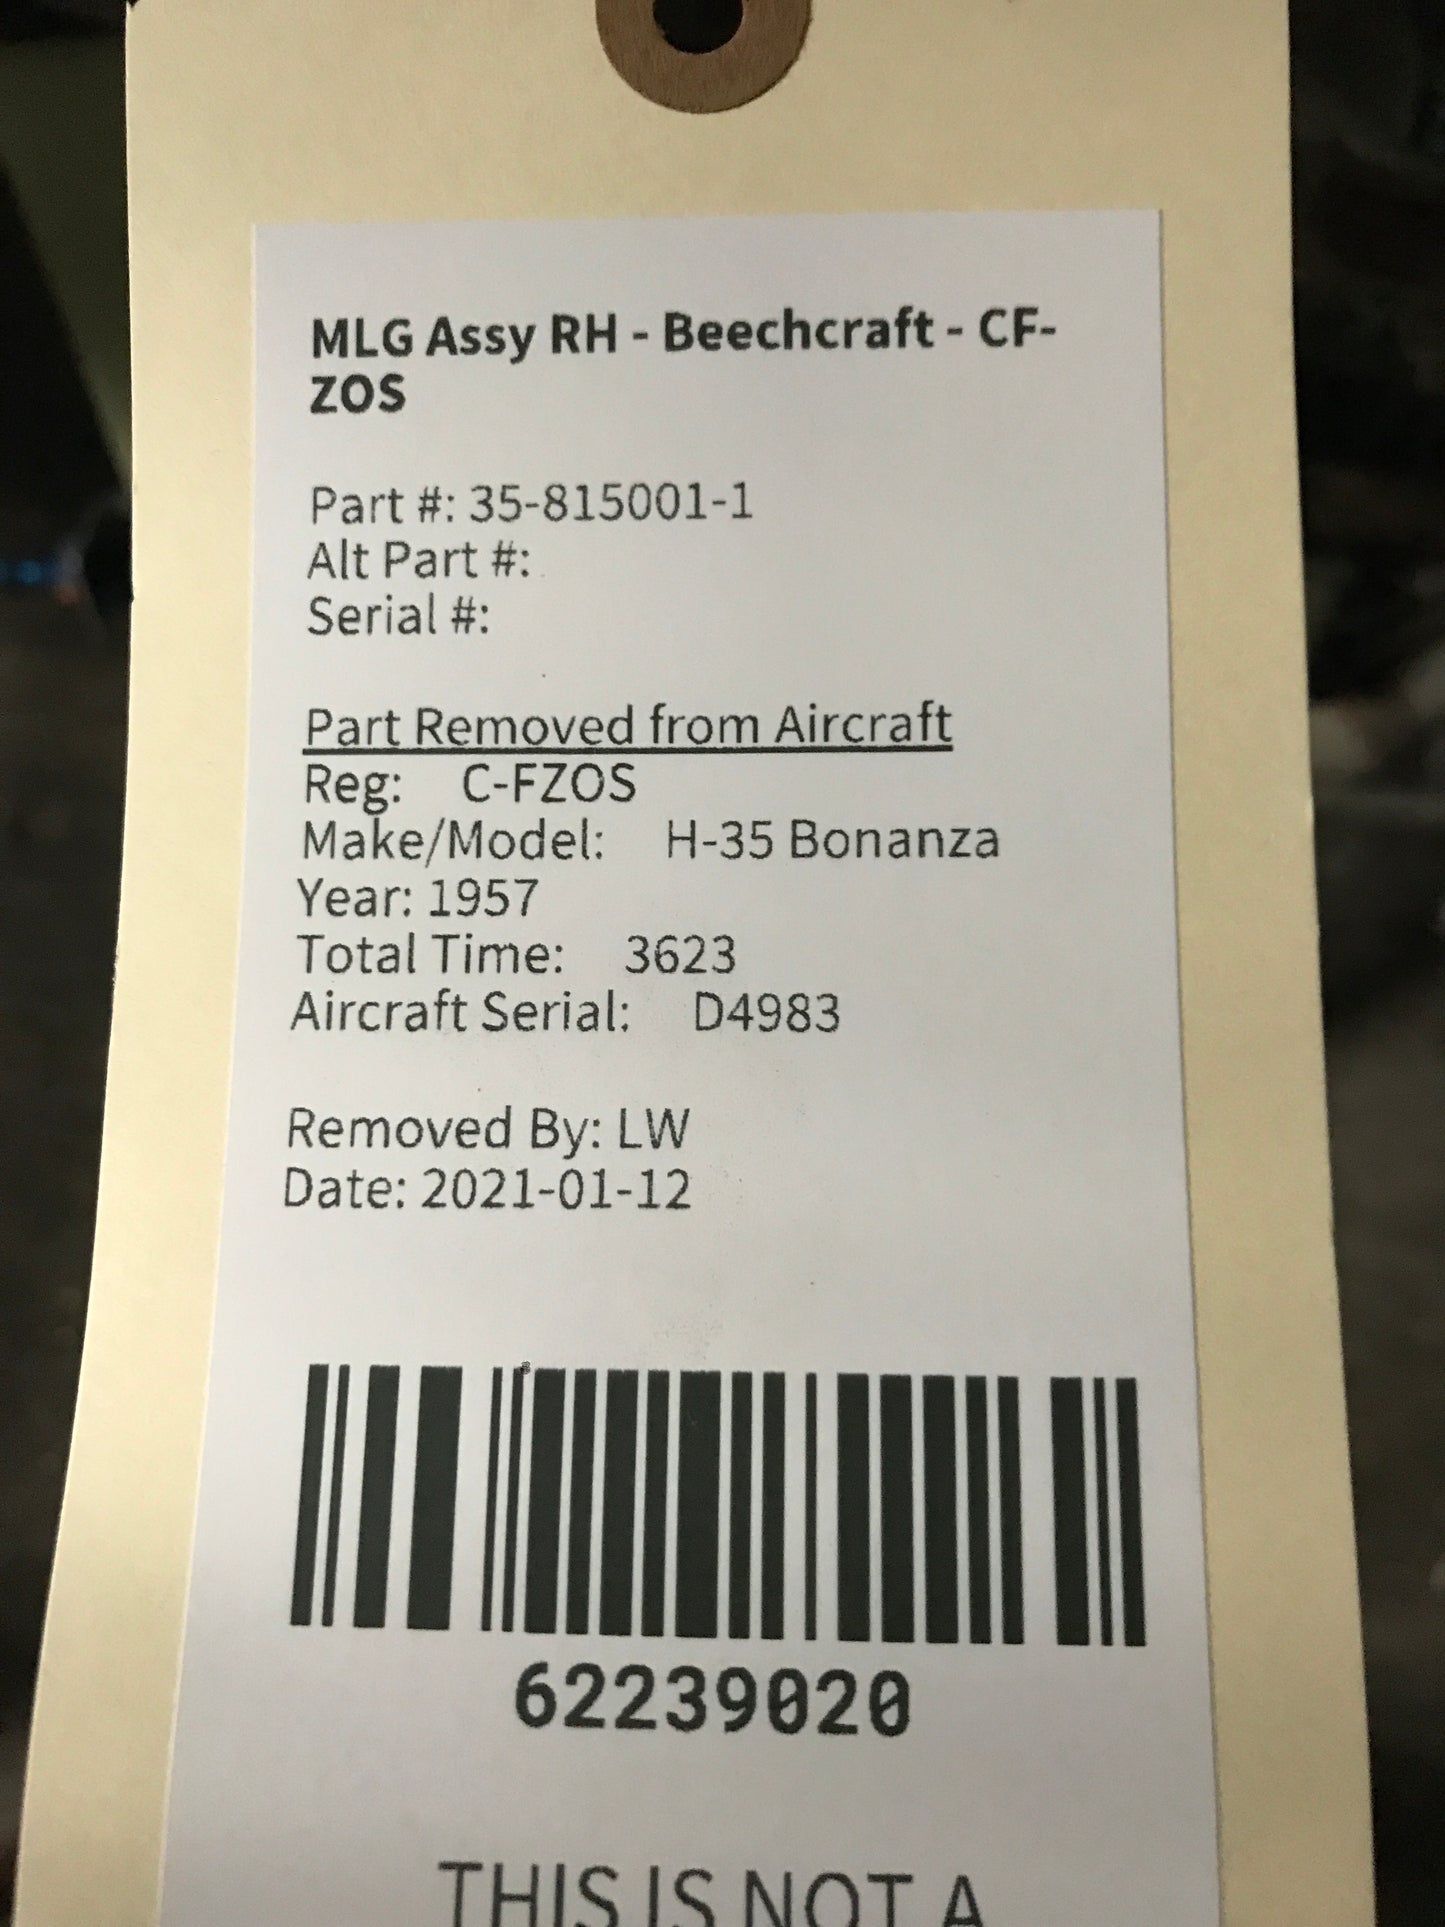 MLG Assy RH - Beechcraft - CF-
ZOS
Part #: 35-815001-1
Alt Part #:
Serial #:
Part Removed from Aircraft
Reg: C-FZOS
Make/Model: H-35 Bonanza
Year: 1957
Total Time: 3623
Aircraft Serial: D4983
Removed By: LW
Date: 2021-01-12
62239020
THIS IS NOT A